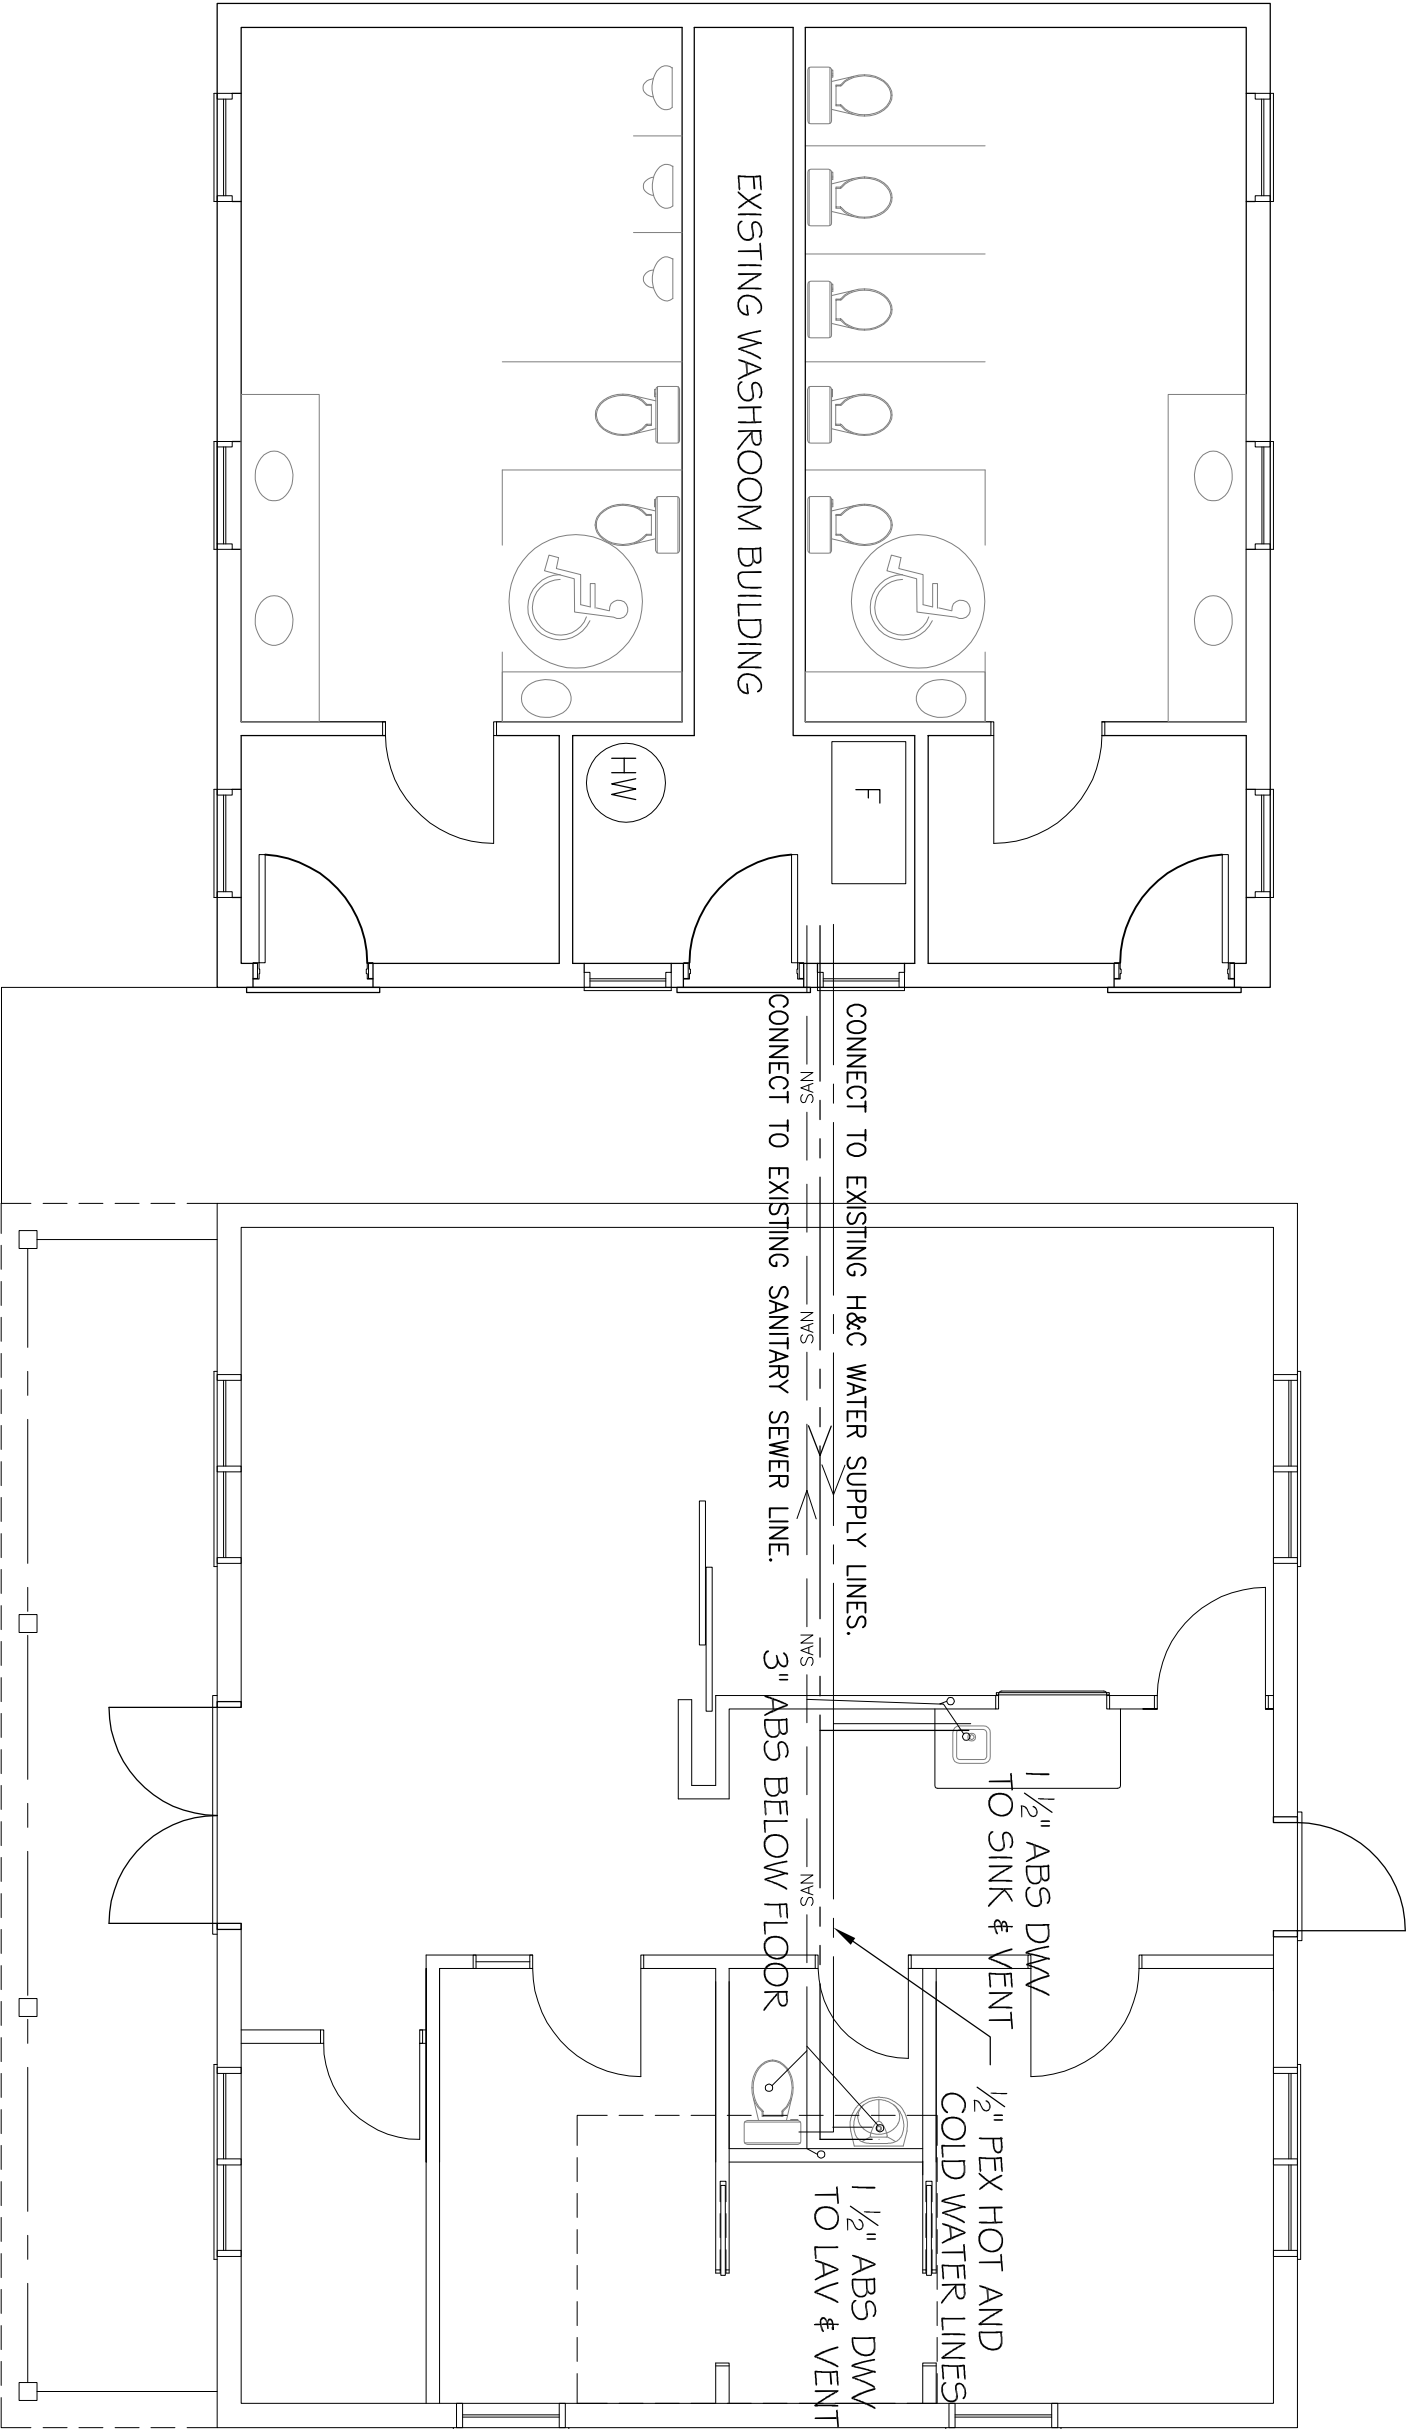 EXISTING WASHROOM BUILDING
HW
F
CONNECT TO EXISTING H&C WATER SUPPLY LINES.
SAN
CONNECT TO EXISTING SANITARY SEWER LINE.
SAN
SAN
3" ABS BELOW FLOOR
SAN
1 ½" ABS DWV
TO SINK & VENT
½" PEX HOT AND
COLD WATER LINES
1 ½" ABS DWV
TO LAV & VENT